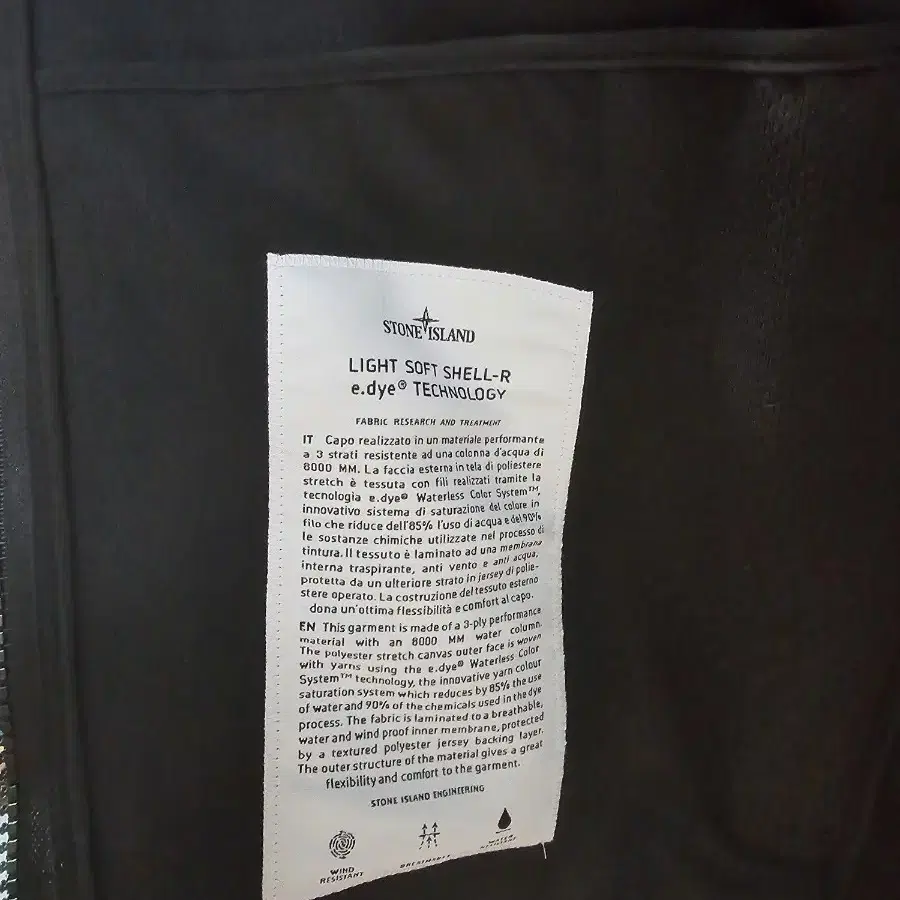 STONE ISLAND
LIGHT SOFT SHELL-R
e.dye® TECHNOLOGY
FABRIC RESEARCH AND TREATMENT
IT Capo realizzato in un materiale performante
a 3 strati resistente ad una colonna d'acqua di
8000 MM. La faccia esterna in tela di poliestere
stretch è tessuta con fili realizzati tramite la
tecnologia e.dye® Waterless Color System™,
innovativo sistema di saturazione del colore in
filo che riduce dell'85% l'uso di acqua e del 90%
le sostanze chimiche utilizzate nel processo di
tintura. Il tessuto è laminato ad una membrana
interna traspirante, anti vento e anti acqua,
protetta da un ulteriore strato in jersey di polie-
stere operato. La costruzione del tessuto esterno
dona un'ottima flessibilità e comfort al capo.
EN This garment is made of a 3-ply performance
material with an 8000 MM water column.
The polyester stretch canvas outer face is woven
with yarns using the e.dye® Waterless Color
System™ technology, the innovative yarn colour
saturation system which reduces by 85% the use
of water and 90% of the chemicals used in the dye
process. The fabric is laminated to a breathable,
water and wind proof inner membrane, protected
by a textured polyester jersey backing layer.
The outer structure of the material gives a great
flexibility and comfort to the garment.
STONE ISLAND ENGINEERING
WIND
RESISTANT
BREATHABLE
WATER